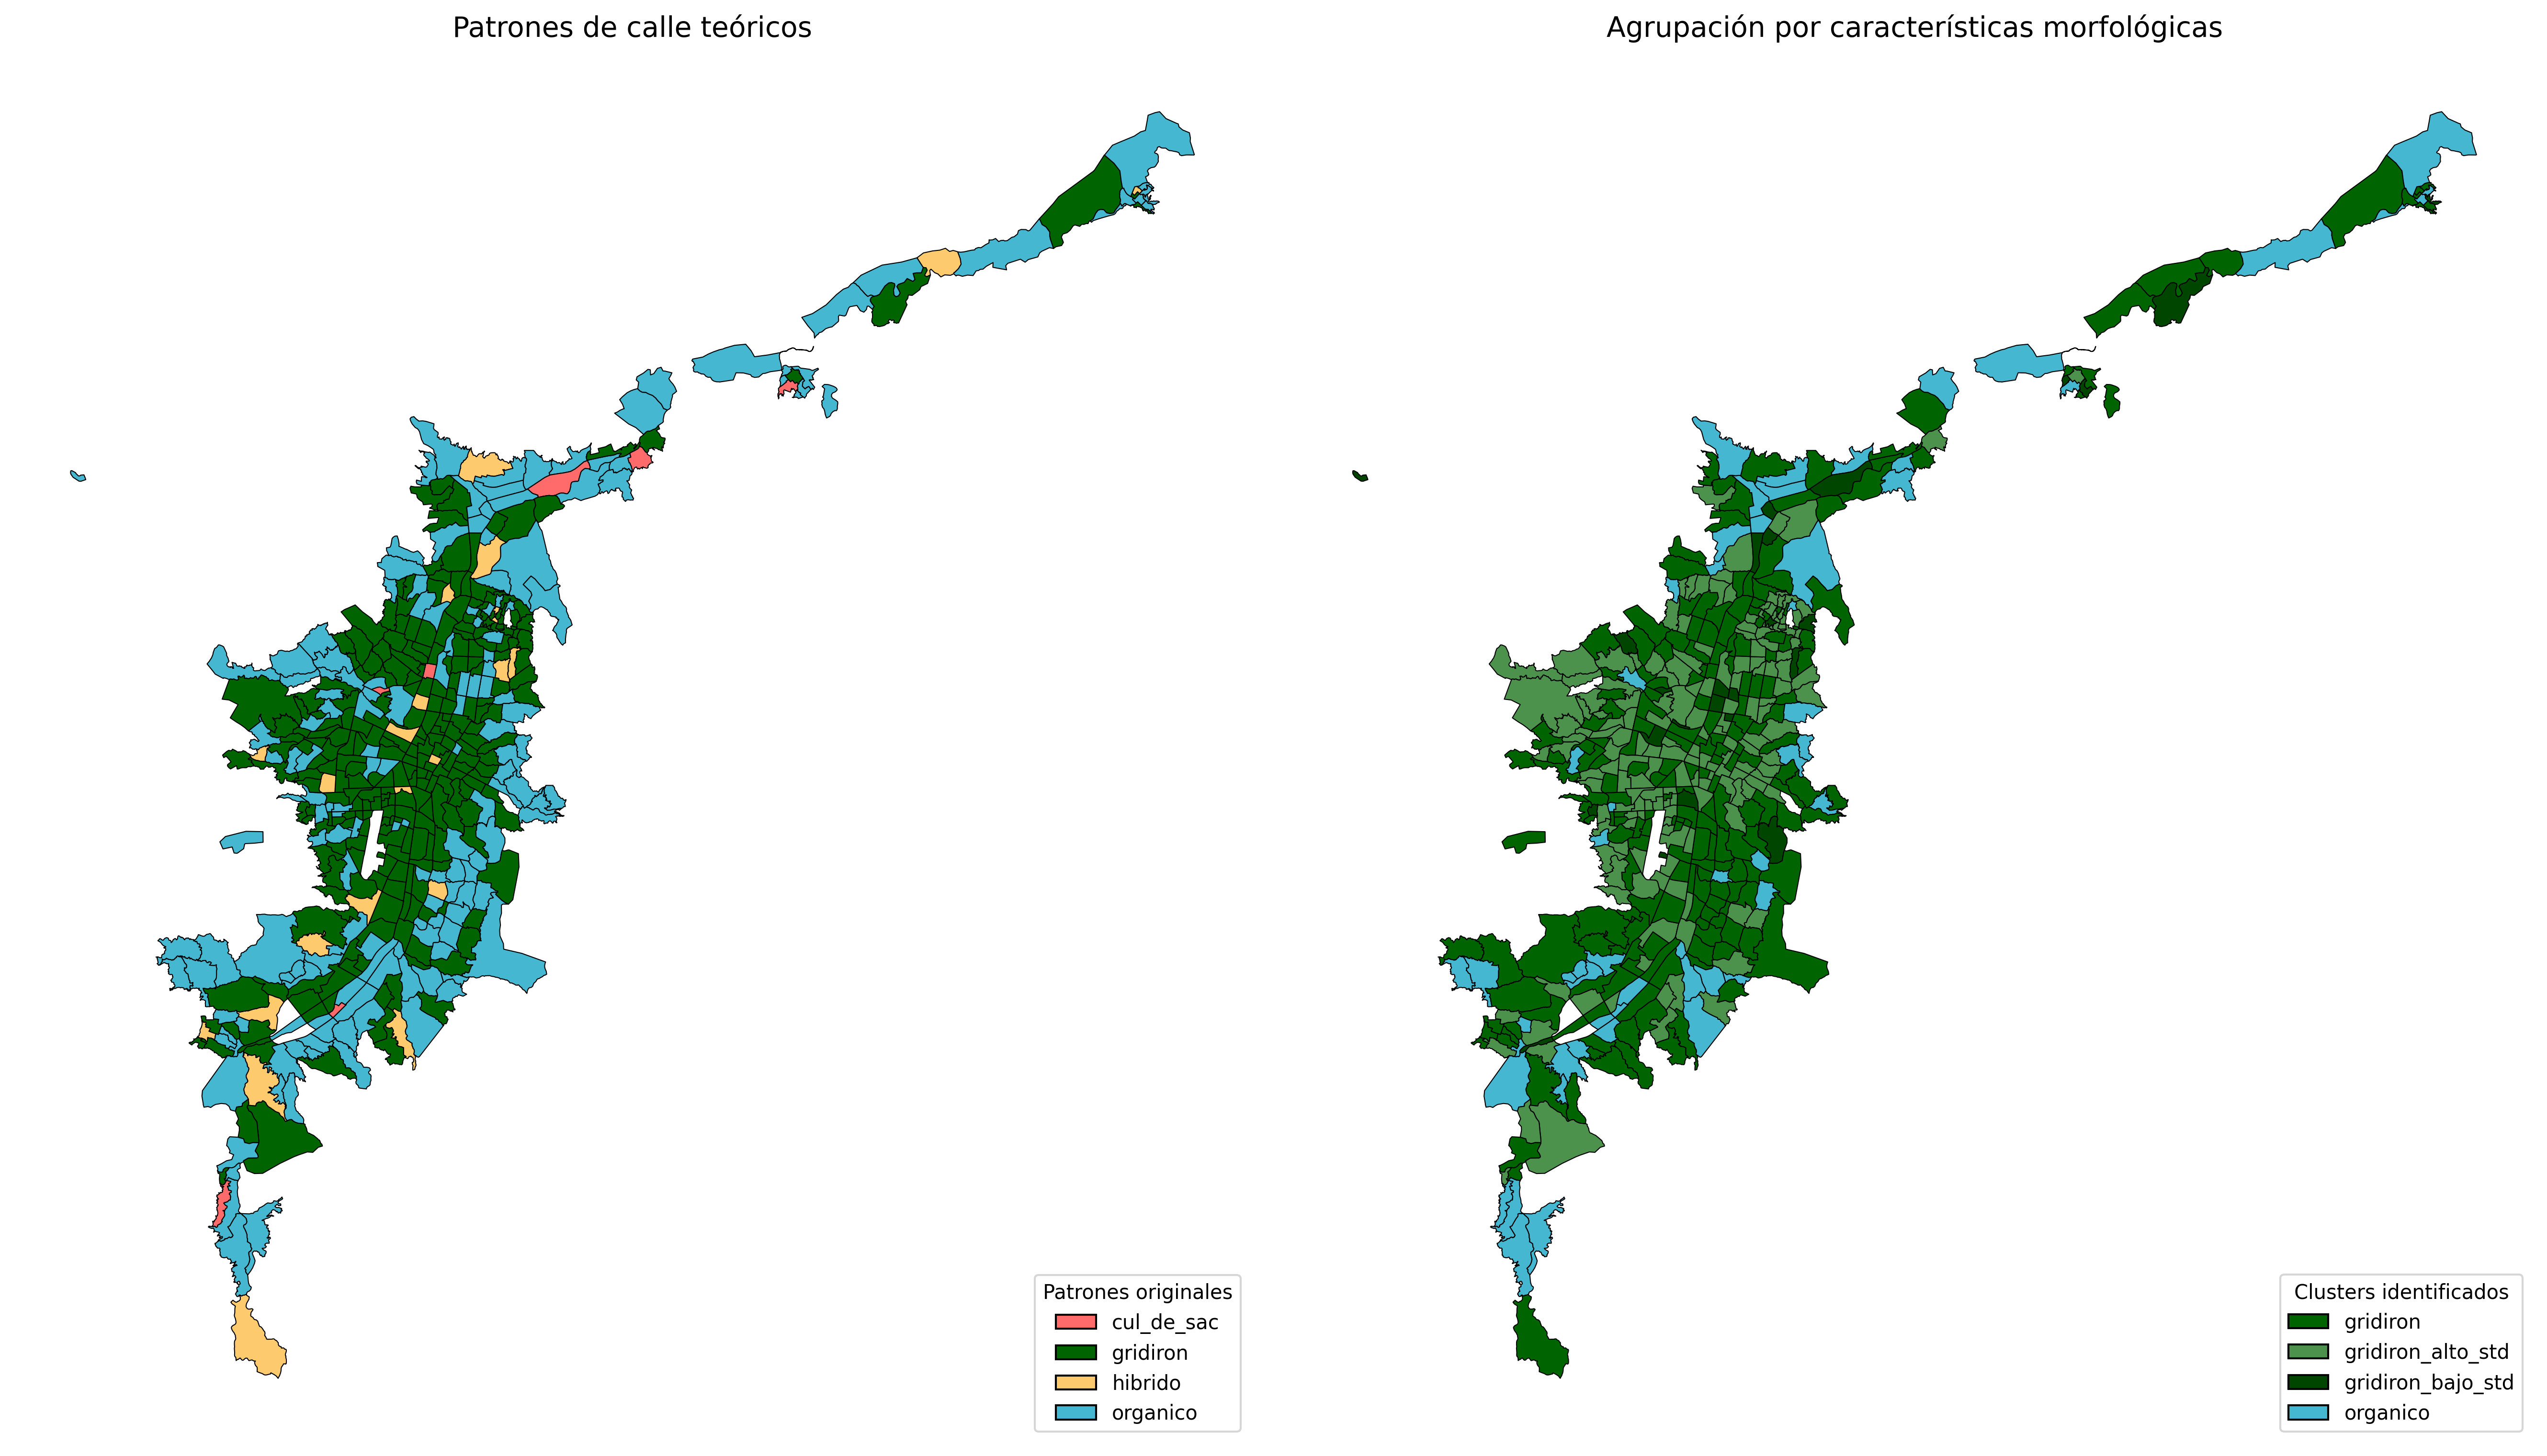 Patrones de calle teóricos
Agrupación por características morfológicas
Patrones originales
cul_de_sac
gridiron
hibrido
organico
Clusters identificados
gridiron
gridiron_alto_std
gridiron_bajo_std
organico